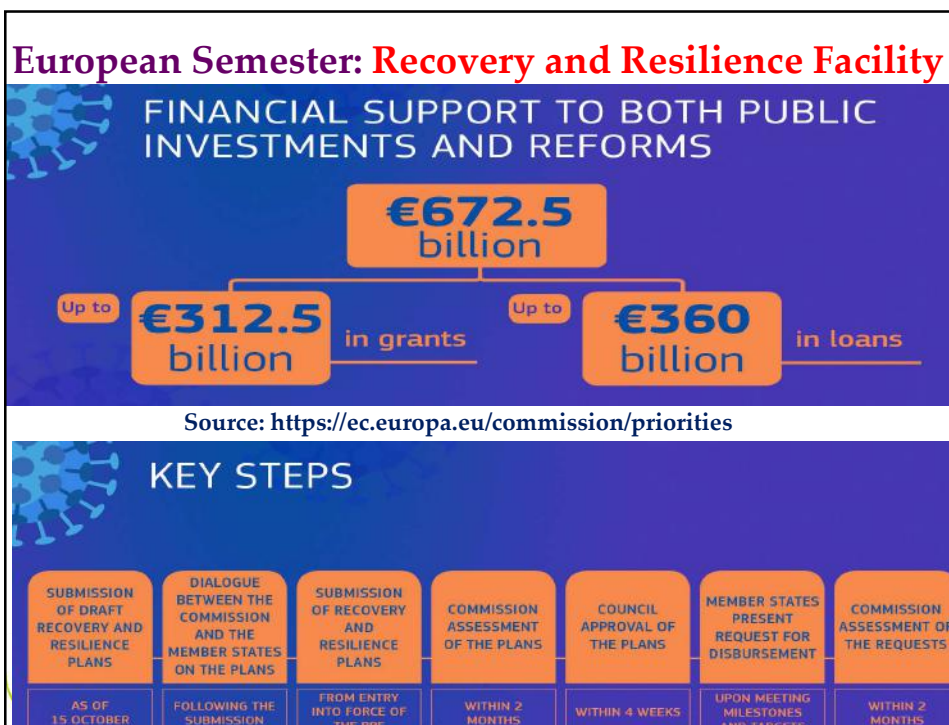 European Semester: Recovery and Resilience Facility
FINANCIAL SUPPORT TO BOTH PUBLIC
INVESTMENTS AND REFORMS
€672.5
billion
Up to
€312.5
billion
in grants
Up to
€360
billion
in loans
Source: https://ec.europa.eu/commission/priorities
KEY STEPS
SUBMISSION
OF DRAFT
RECOVERY AND
RESILIENCE
PLANS
DIALOGUE
BETWEEN THE
COMMISSION
AND THE
MEMBER STATES
ON THE PLANS
SUBMISSION
OF RECOVERY
AND
RESILIENCE
PLANS
COMMISSION
ASSESSMENT
OF THE PLANS
COUNCIL
APPROVAL OF
THE PLANS
MEMBER STATES
PRESENT
REQUEST FOR
DISBURSEMENT
COMMISSION
ASSESSMENT OF
THE REQUESTS
AS OF
15 OCTOBER
FOLLOWING THE
SUBMISSION
FROM ENTRY
INTO FORCE OF
THE RRF
WITHIN 2
MONTHS
WITHIN 4 WEEKS
UPON MEETING
MILESTONES
AND TARGETS
WITHIN 2
MONTHS